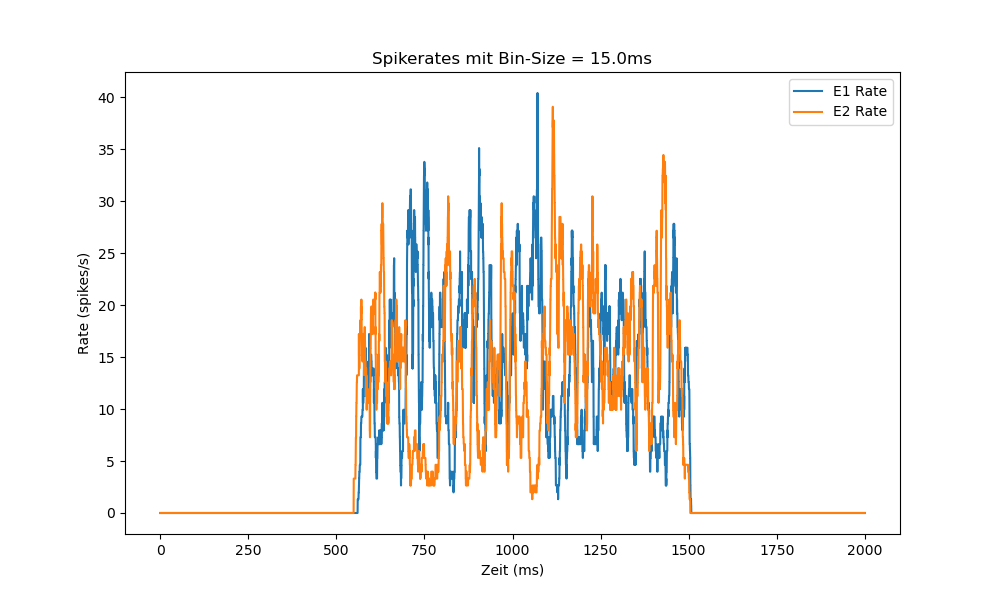 Spikerates mit Bin-Size = 15.0ms
E1 Rate
E2 Rate
40
35
30
25
20
15
10
5
0
Rate (spikes/s)
0 250 500 750 1000 1250 1500 1750 2000
Zeit (ms)